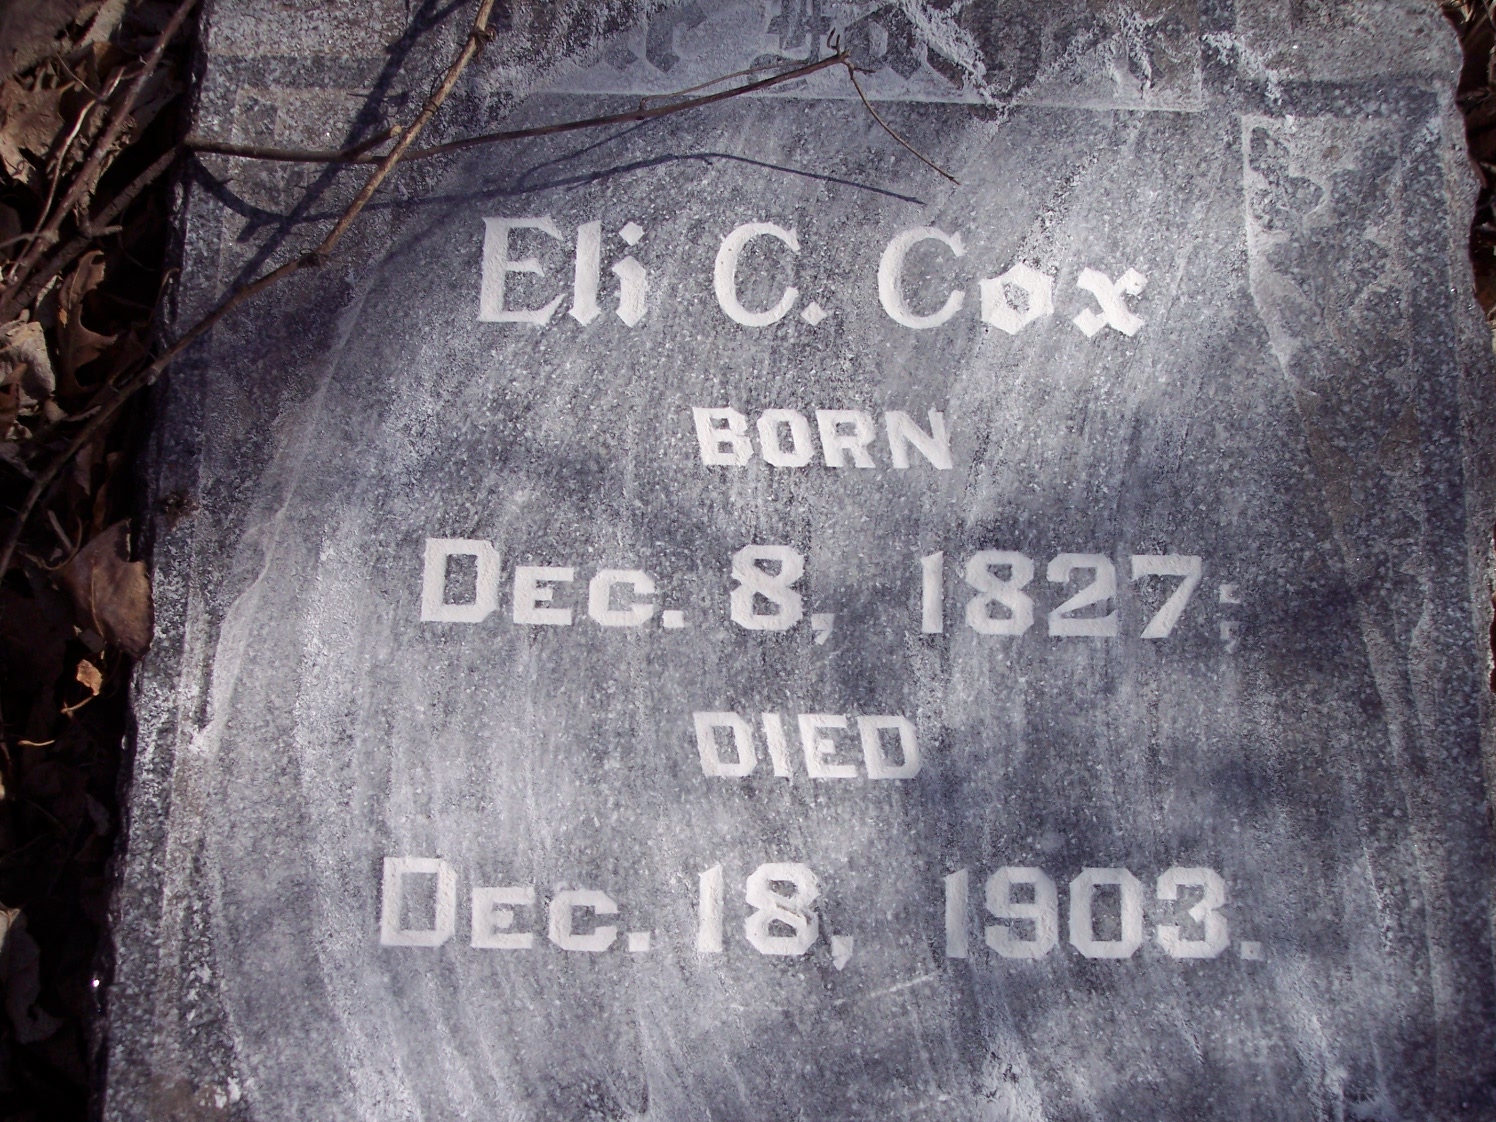 Eli C. Cox
BORN
DEC. 8, 1827;
DIED
DEC. 18, 1903.